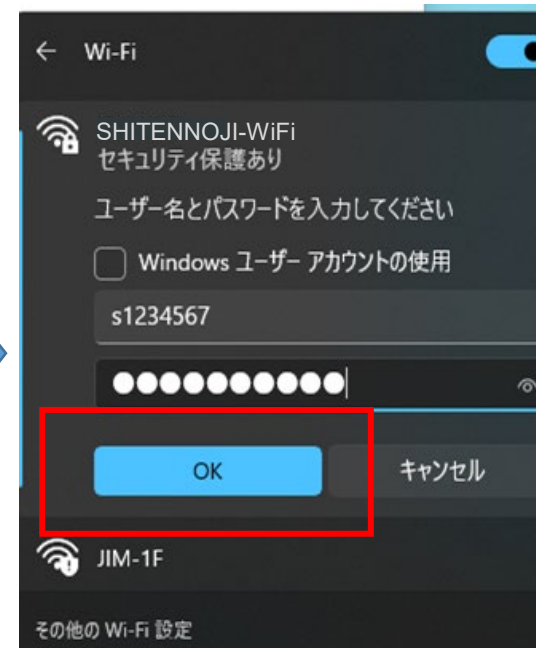 Wi-Fi
SHITENNOJI-WiFi
セキュリティ保護あり
ユーザー名とパスワードを入力してください
Windows ユーザー アカウントの使用
s1234567
●●●●●●●●●●
OK キャンセル
JIM-1F
その他の Wi-Fi 設定